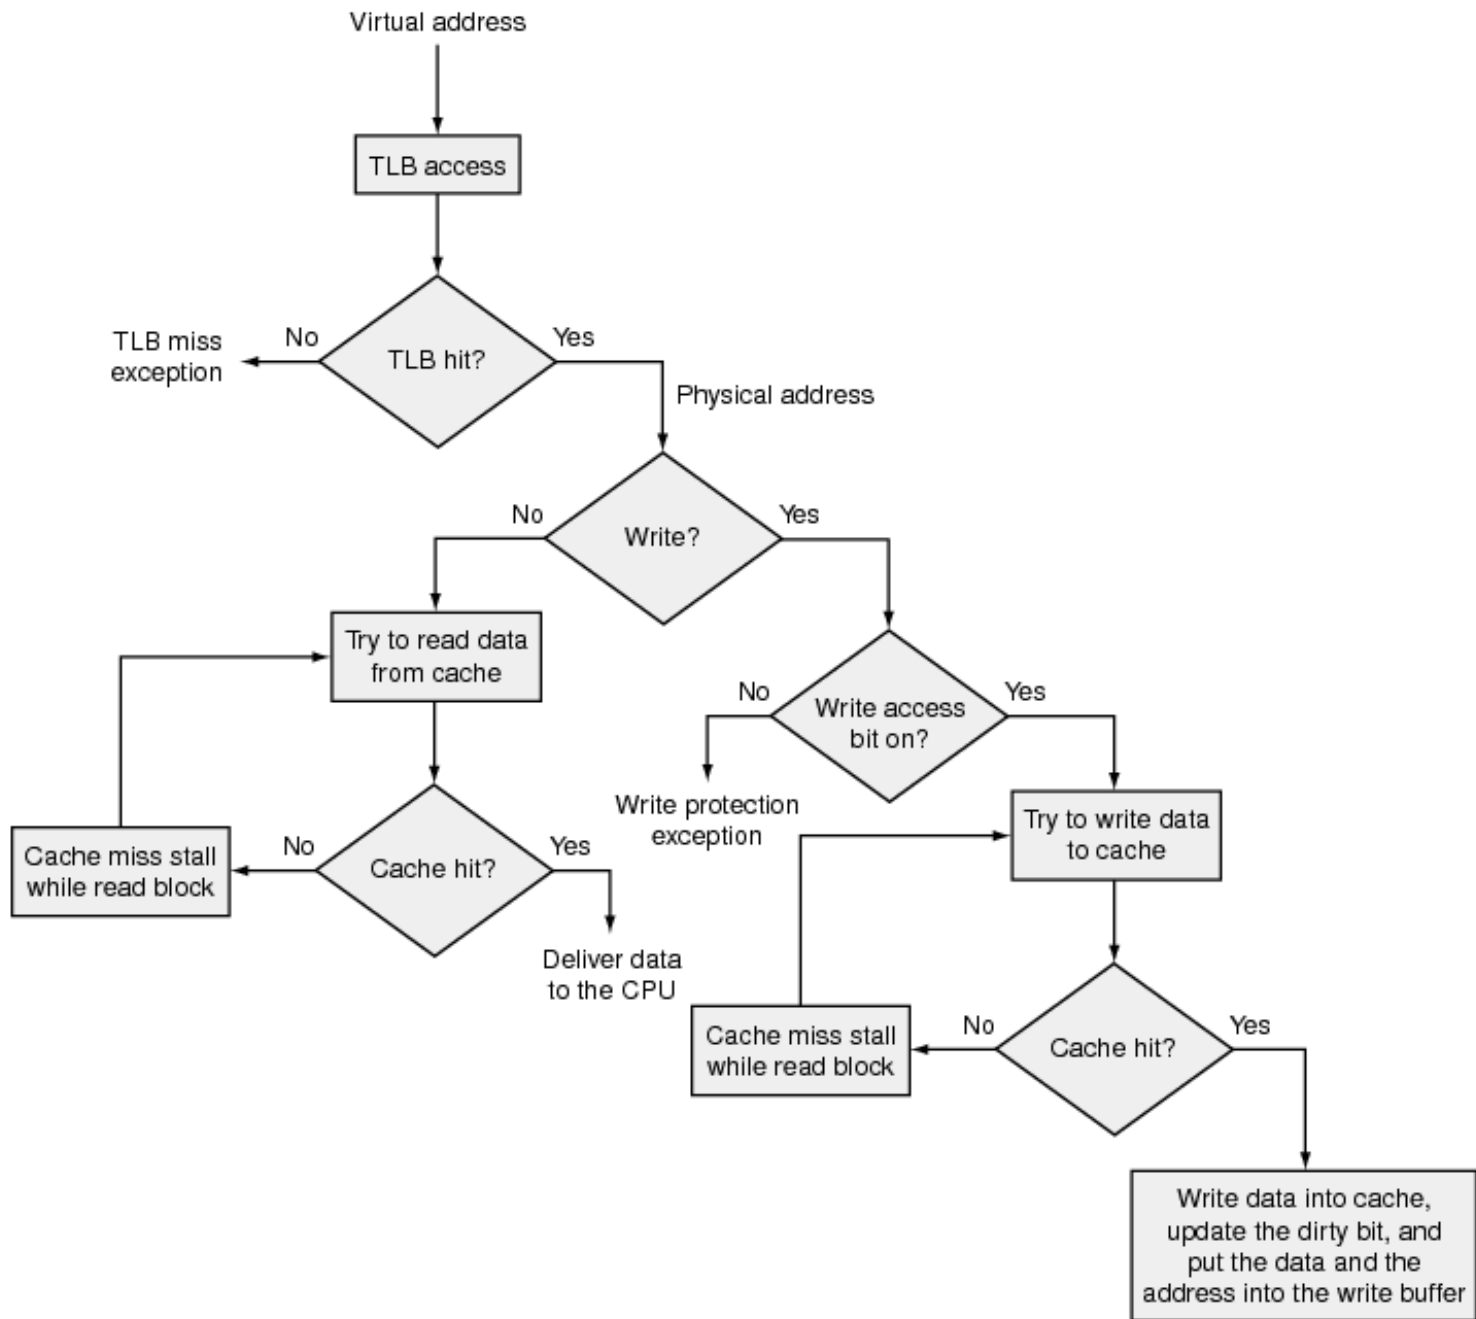 Virtual address
TLB access
No
Yes
TLB miss
exception
TLB hit?
Physical address
No
Yes
Write?
Try to read data
from cache
No
Yes
Write access
bit on?
Write protection
exception
Try to write data
to cache
No
Yes
Cache miss stall
while read block
Cache hit?
Deliver data
to the CPU
No
Yes
Cache miss stall
while read block
Cache hit?
Write data into cache,
update the dirty bit, and
put the data and the
address into the write buffer